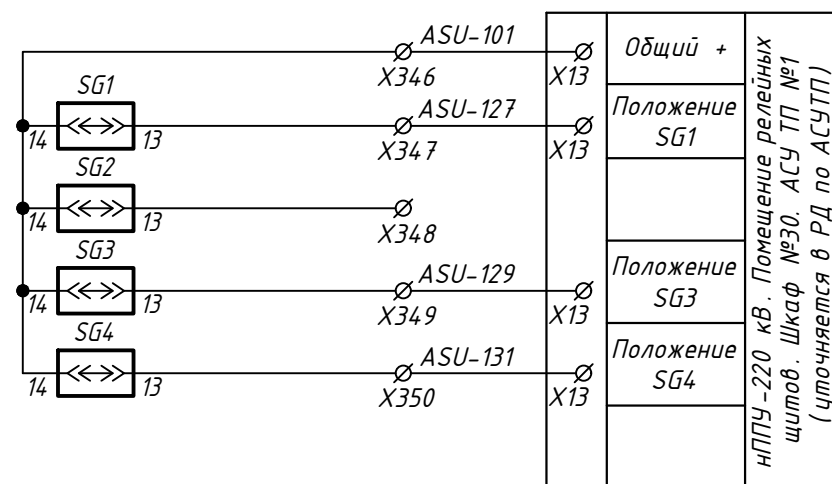 ASU-101
X346
X13
Общий +
SG1
14
13
ASU-127
X347
X13
Положение
SG1
SG2
14
13
X348
SG3
14
13
ASU-129
X349
X13
Положение
SG3
SG4
14
13
ASU-131
X350
X13
Положение
SG4
нППУ-220 кВ. Помещение релейных
щитов. Шкаф №30. АСУ ТП №1
(уточняется в РД по АСУТП)